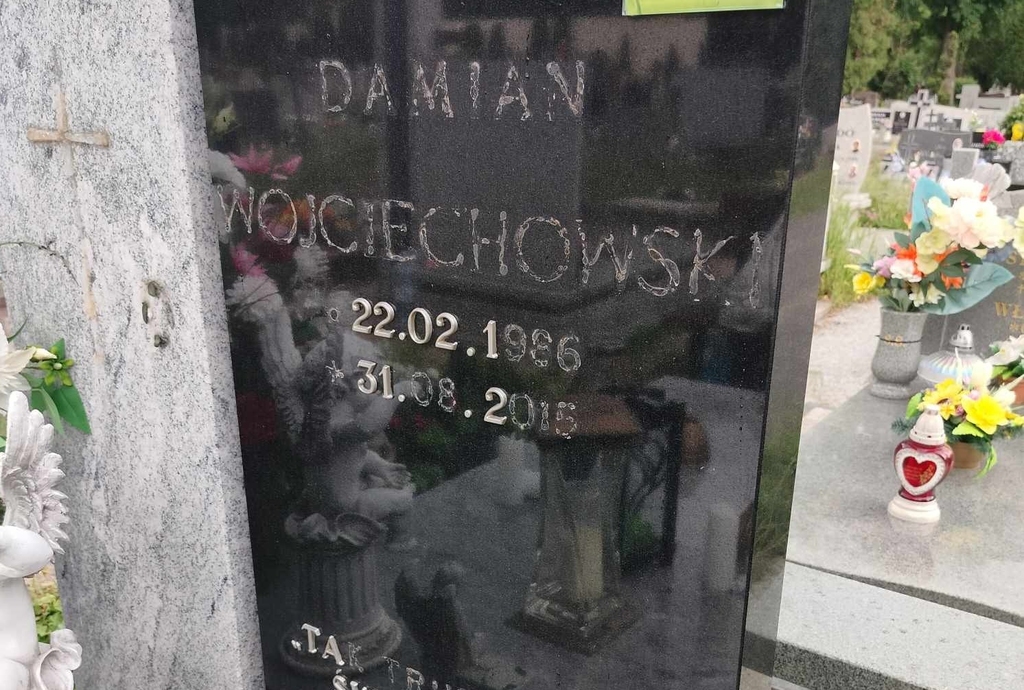 DAMIAN
WOJCIECHOWSKI
22.02.1986
31.08.2015
„TAK